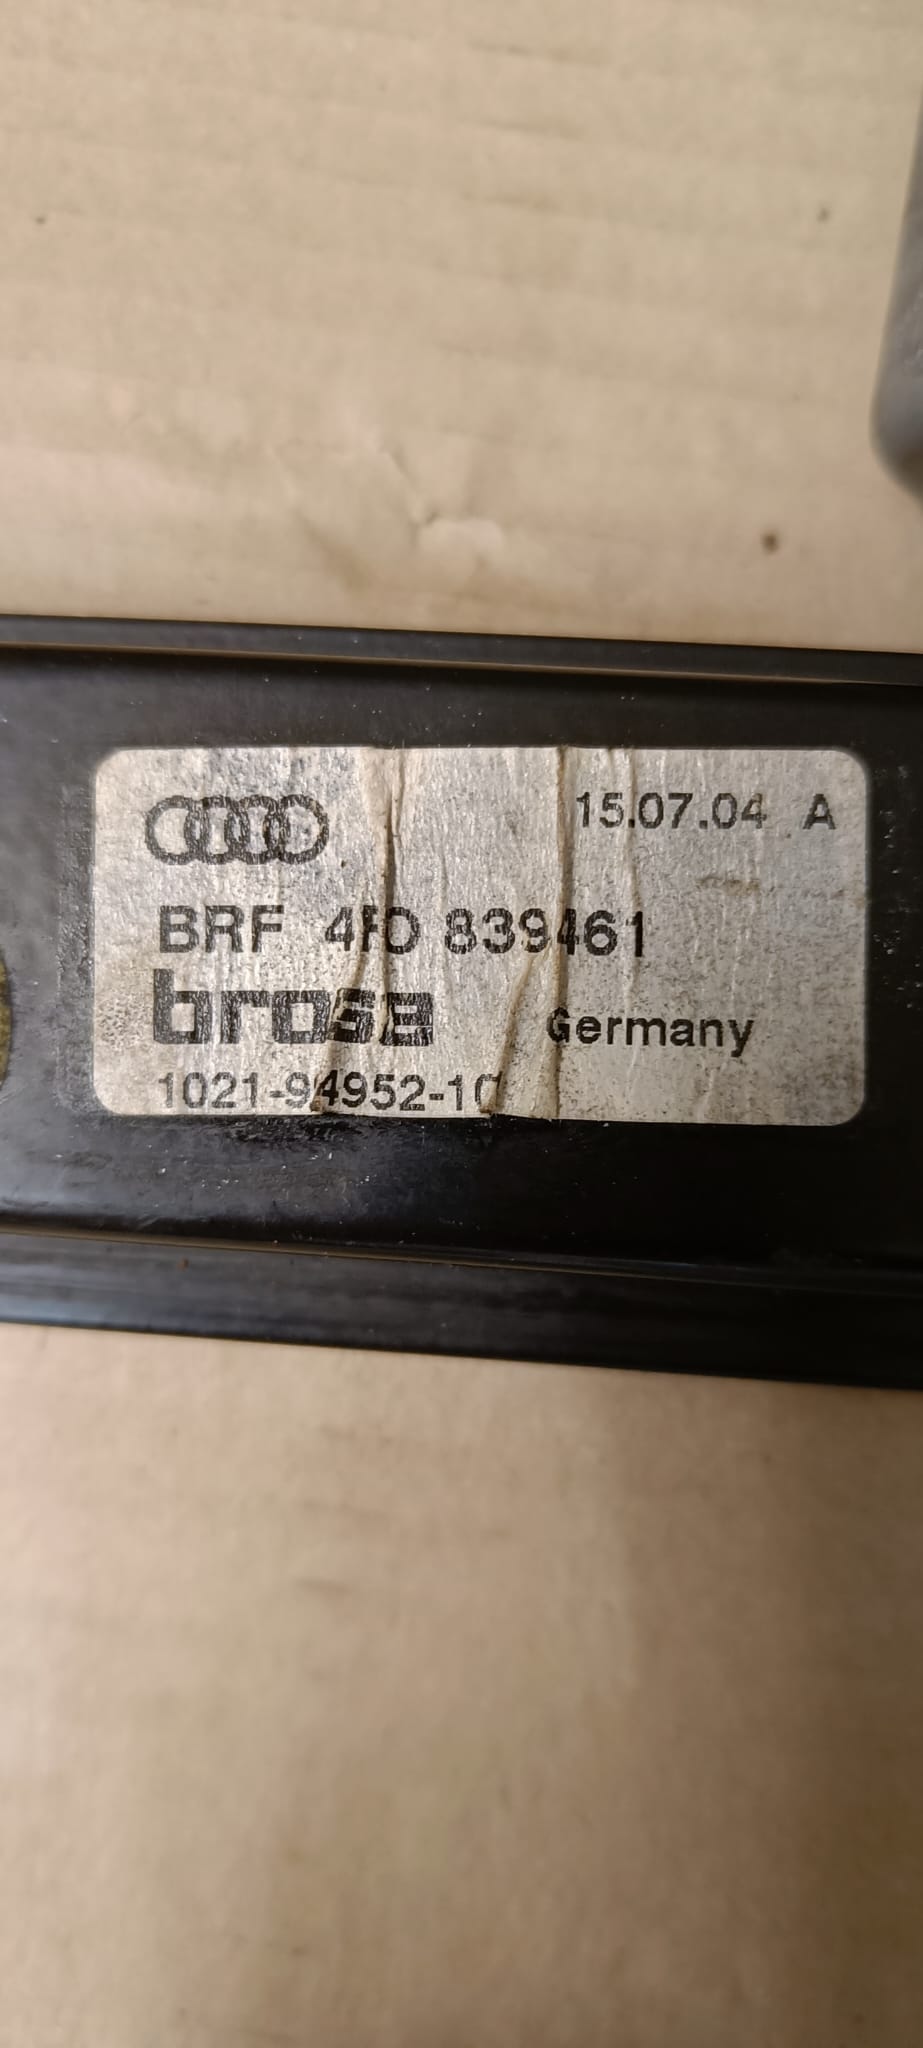 15.07.04 A
BRF 4F0 839461
brose Germany
1021-94952-10